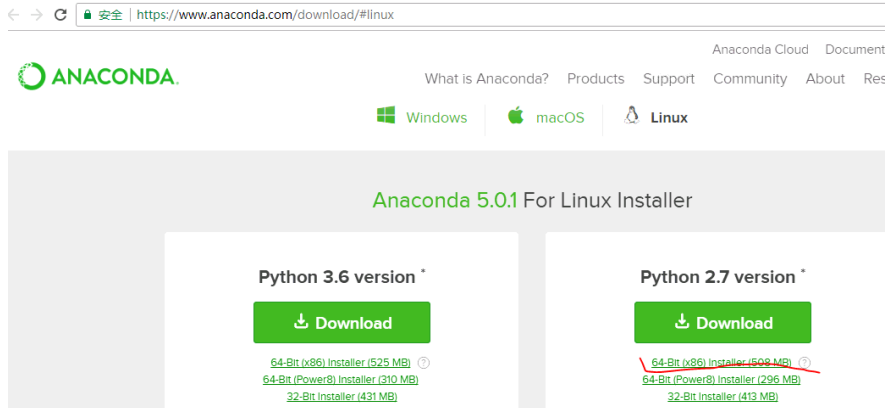 安全 https://www.anaconda.com/download/#linux
Anaconda Cloud Document
ANACONDA.
What is Anaconda? Products Support Community About Res
Windows macOS Linux
Anaconda 5.0.1 For Linux Installer
Python 3.6 version *
Download
64-Bit (x86) Installer (525 MB) ?
64-Bit (Power8) Installer (310 MB)
32-Bit Installer (431 MB)
Python 2.7 version *
Download
64-Bit (x86) Installer (508 MB) ?
64-Bit (Power8) Installer (296 MB)
32-Bit Installer (413 MB)